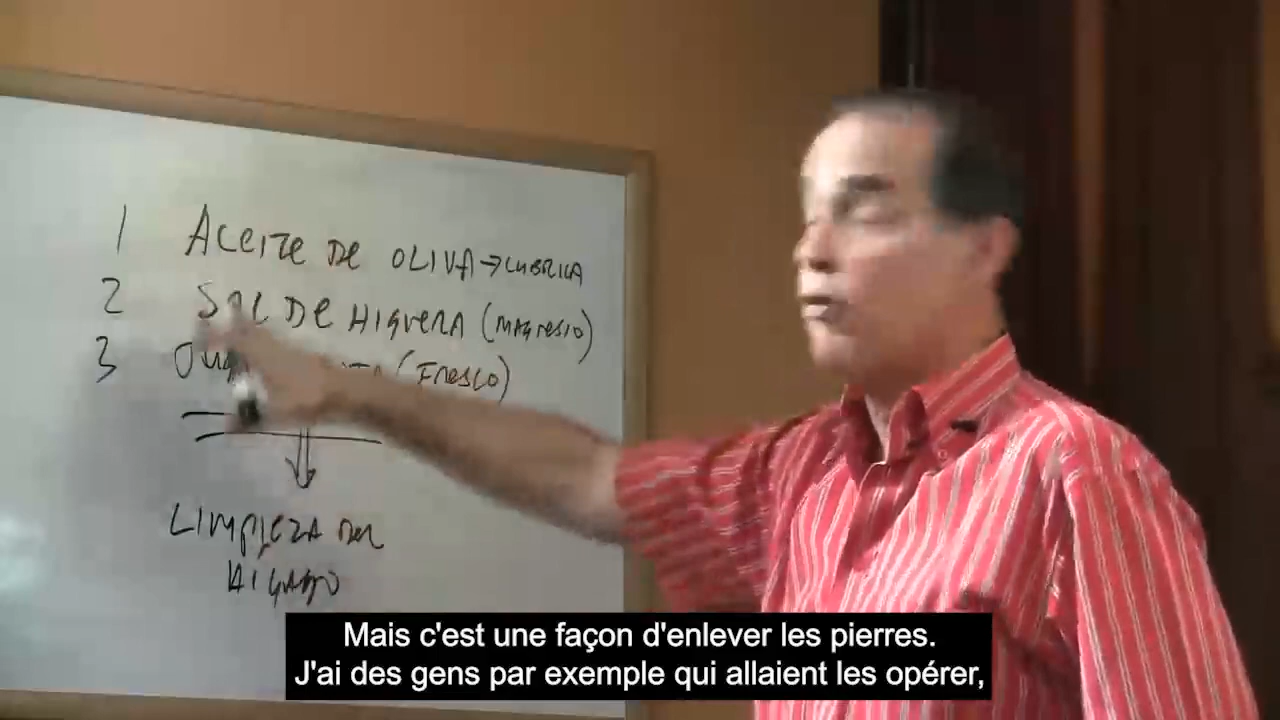 1 ACEITE DE OLIVA→LUBRICA
2 SAL DE HIGUERA (MAGNESIO)
3 (FRESCO)
LIMPIEZA DEL
HIGADO
Mais c'est une façon d'enlever les pierres.
J'ai des gens par exemple qui allaient les opérer,